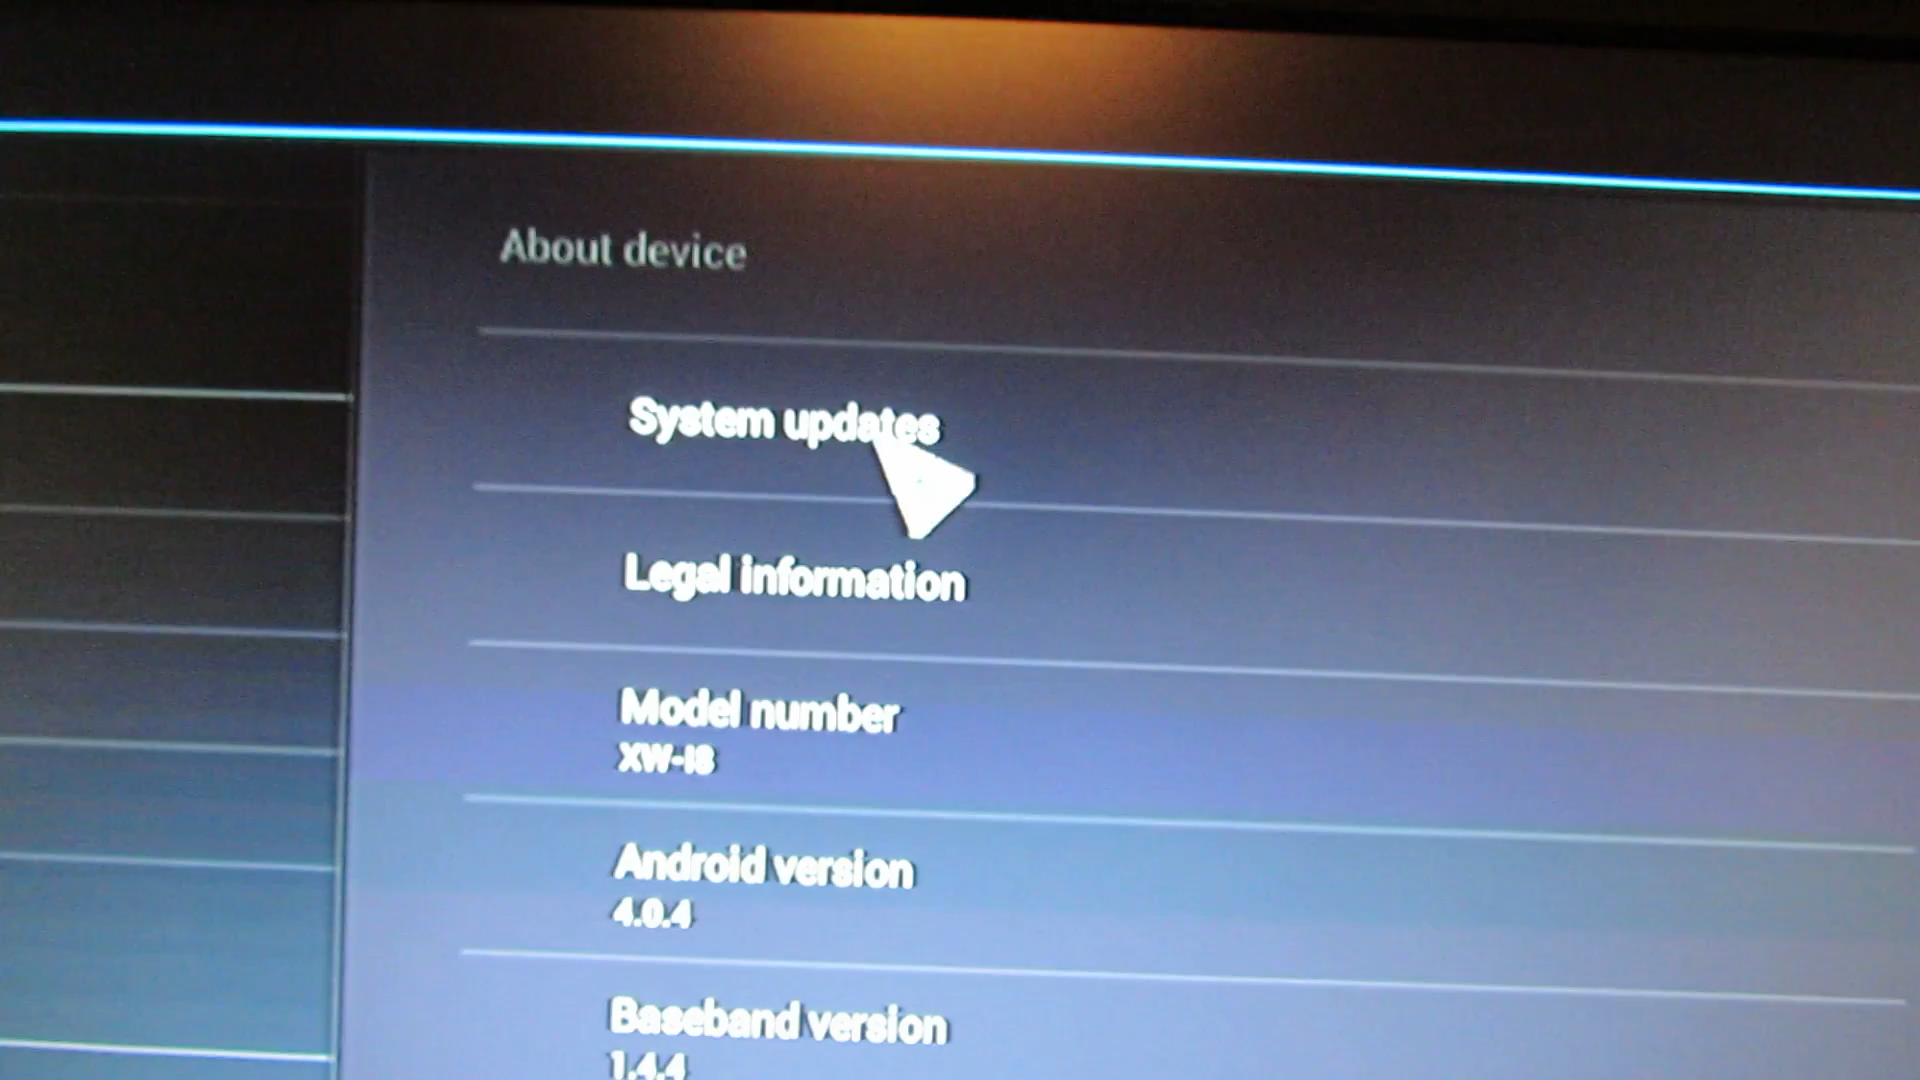 About device
System updates
Legal information
Model number
XW-I8
Android version
4.0.4
Baseband version
1.4.4